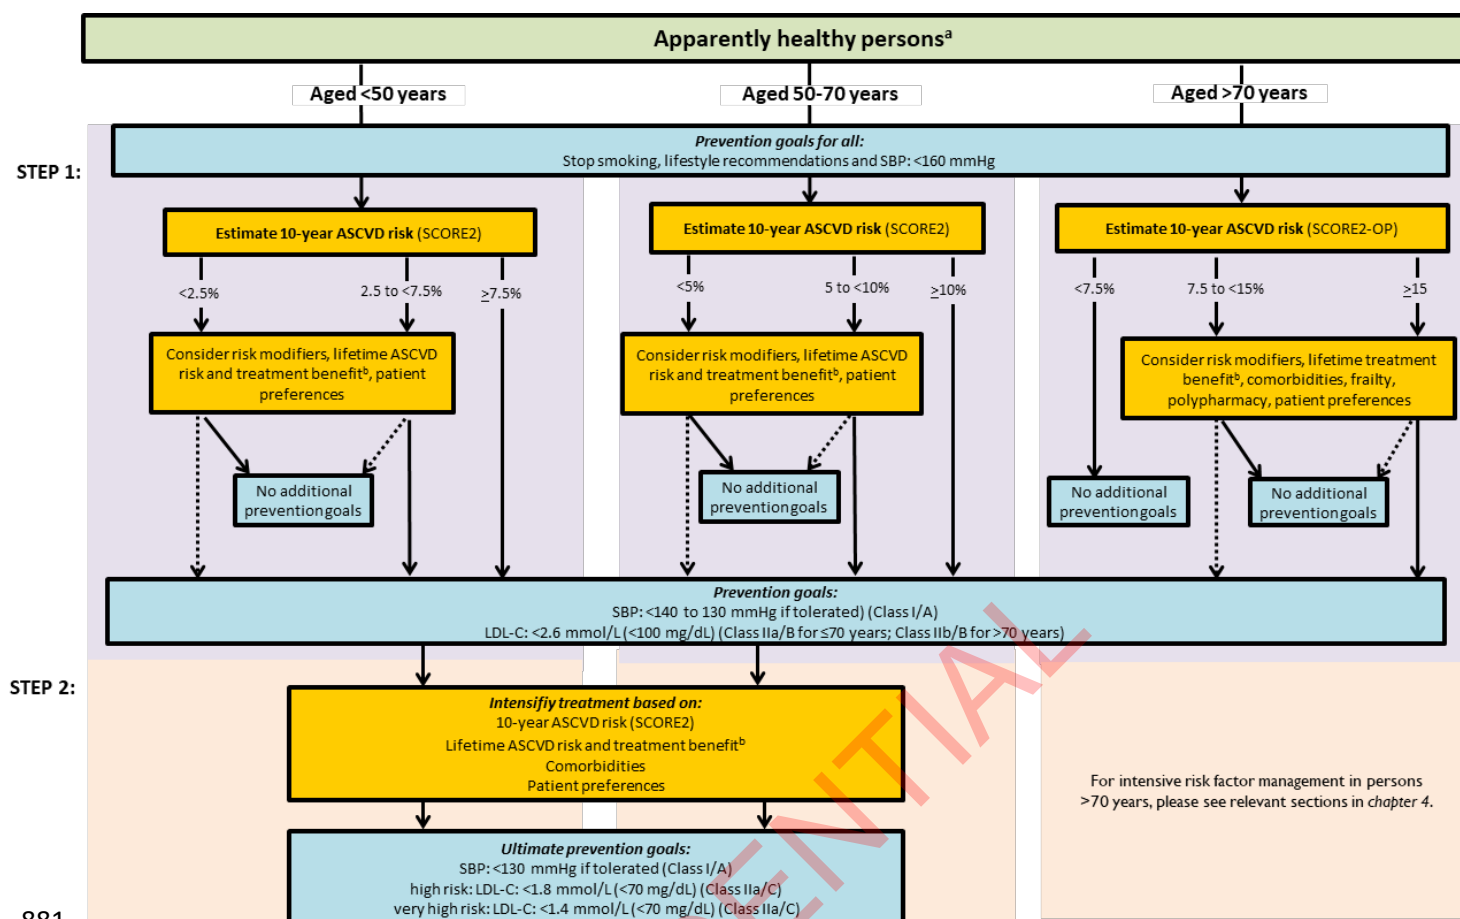 Apparently healthy personsᵃ
Aged <50 years
Aged 50-70 years
Aged >70 years
STEP 1:
Prevention goals for all:
Stop smoking, lifestyle recommendations and SBP: <160 mmHg
Estimate 10-year ASCVD risk (SCORE2)
<2.5%
2.5 to <7.5%
≥7.5%
Consider risk modifiers, lifetime ASCVD
risk and treatment benefitᵇ, patient
preferences
No additional
prevention goals
Estimate 10-year ASCVD risk (SCORE2)
<5%
5 to <10%
≥10%
Consider risk modifiers, lifetime ASCVD
risk and treatment benefitᵇ, patient
preferences
No additional
prevention goals
Estimate 10-year ASCVD risk (SCORE2-OP)
<7.5%
7.5 to <15%
≥15
Consider risk modifiers, lifetime treatment
benefitᵇ, comorbidities, frailty,
polypharmacy, patient preferences
No additional
prevention goals
No additional
prevention goals
Prevention goals:
SBP: <140 to 130 mmHg if tolerated) (Class I/A)
LDL-C: <2.6 mmol/L (<100 mg/dL) (Class IIa/B for ≤70 years; Class IIb/B for >70 years)
STEP 2:
Intensifiy treatment based on:
10-year ASCVD risk (SCORE2)
Lifetime ASCVD risk and treatment benefitᵇ
Comorbidities
Patient preferences
For intensive risk factor management in persons
>70 years, please see relevant sections in chapter 4.
Ultimate prevention goals:
SBP: <130 mmHg if tolerated (Class I/A)
high risk: LDL-C: <1.8 mmol/L (<70 mg/dL) (Class IIa/C)
very high risk: LDL-C: <1.4 mmol/L (<70 mg/dL) (Class IIa/C)
881
ENTIAL